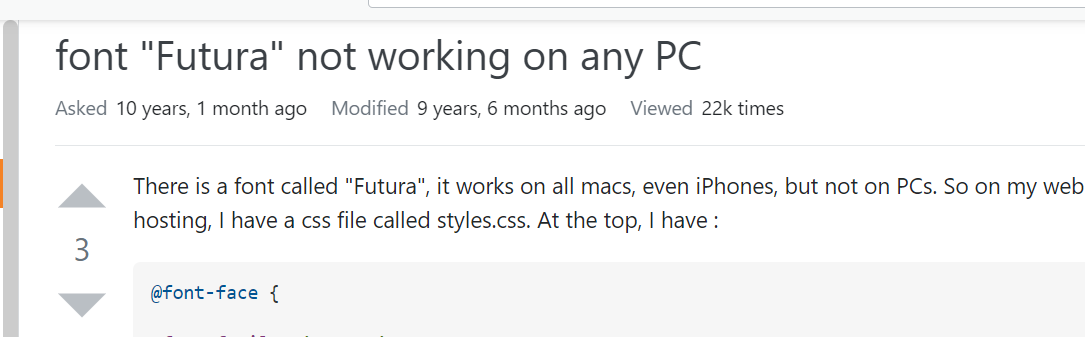 font "Futura" not working on any PC
Asked 10 years, 1 month ago Modified 9 years, 6 months ago Viewed 22k times
There is a font called "Futura", it works on all macs, even iPhones, but not on PCs. So on my web
hosting, I have a css file called styles.css. At the top, I have :
3
@font-face {